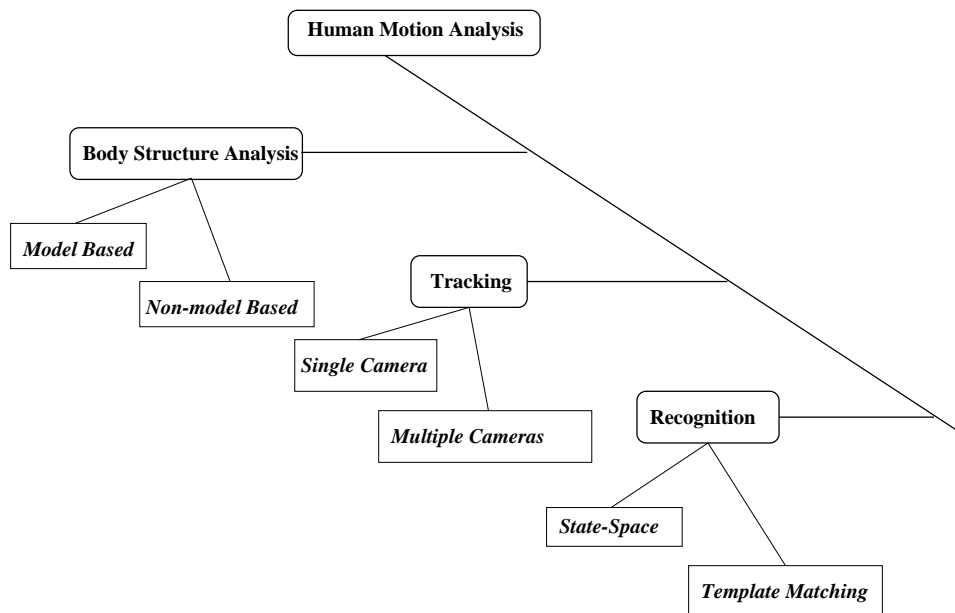 Human Motion Analysis
Body Structure Analysis
Model Based
Non-model Based
Tracking
Single Camera
Multiple Cameras
Recognition
State-Space
Template Matching